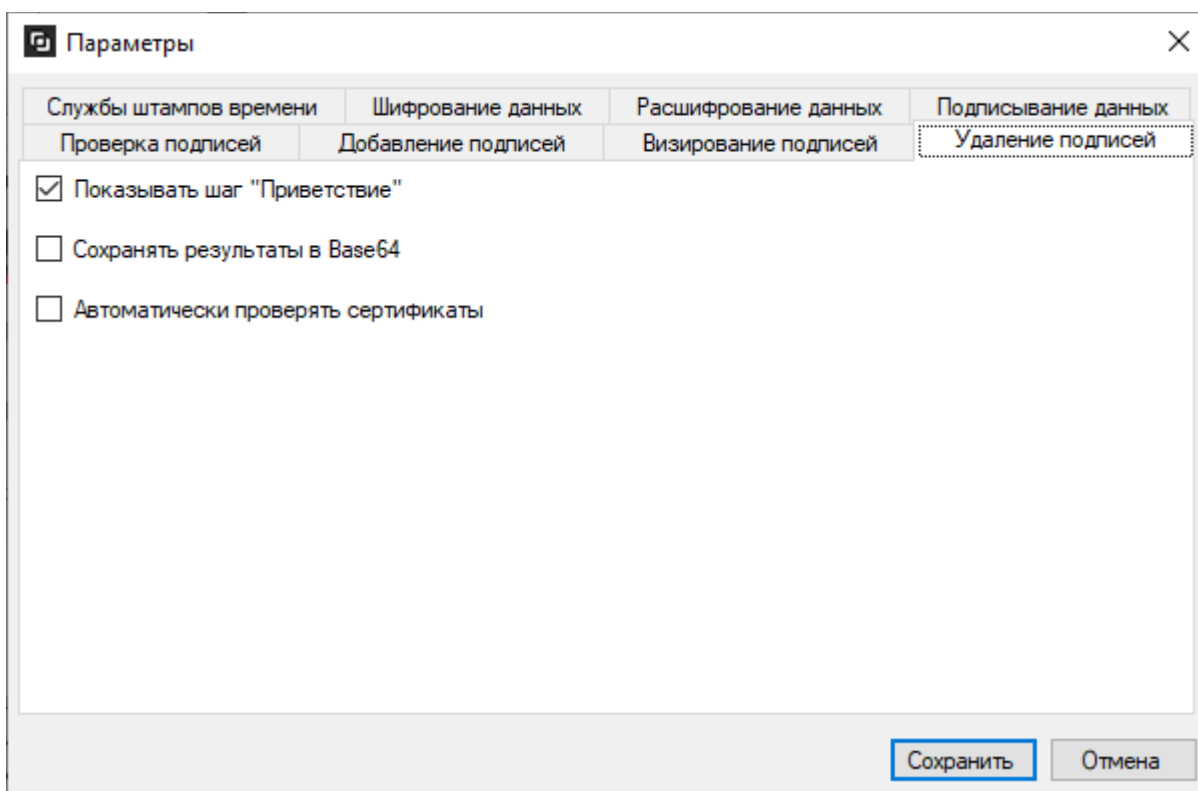 Параметры
Службы штампов времени Шифрование данных Расшифрование данных Подписывание данных
Проверка подписей Добавление подписей Визирование подписей Удаление подписей
Показывать шаг "Приветствие"
Сохранять результаты в Base64
Автоматически проверять сертификаты
Сохранить Отмена